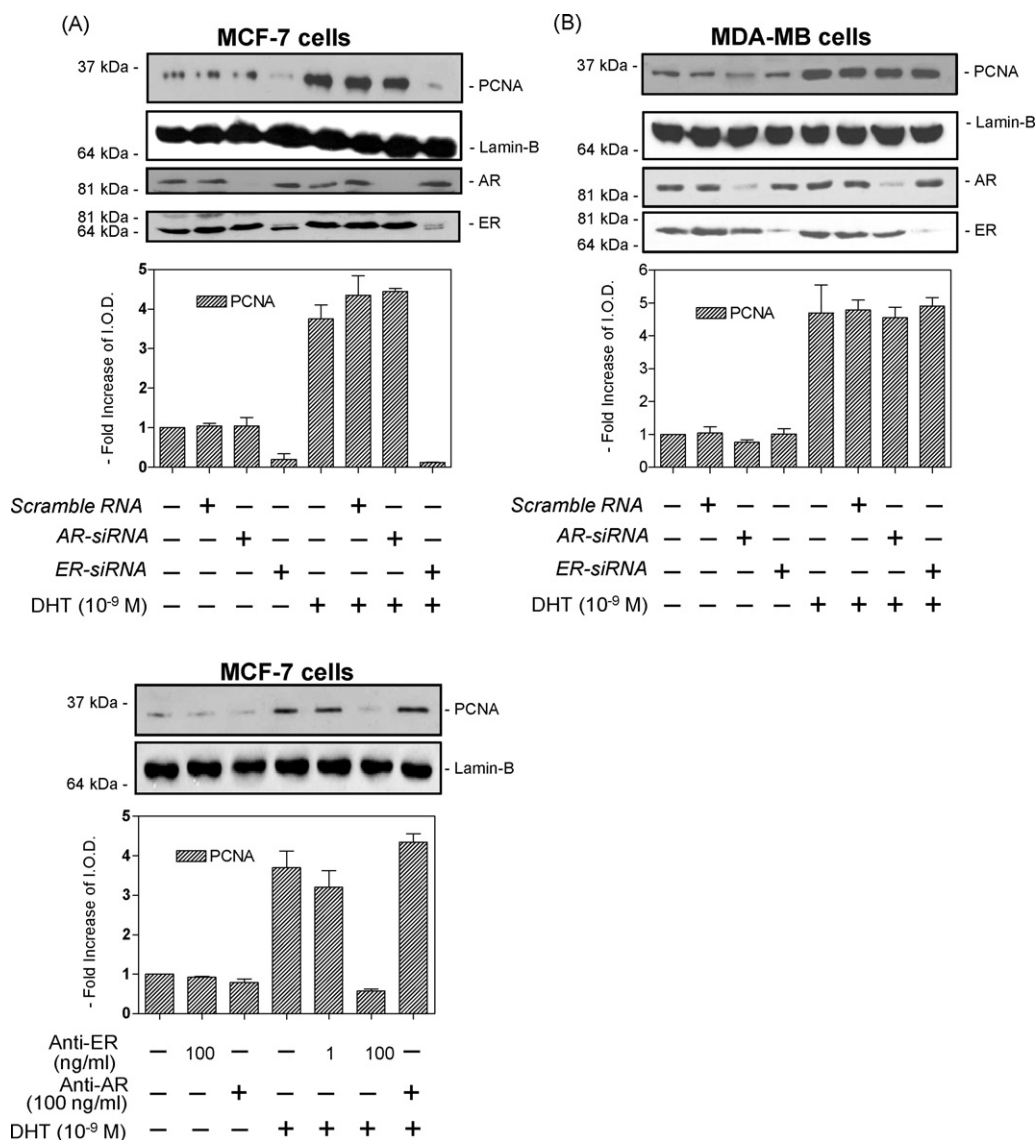 (A)
MCF-7 cells
37 kDa -
- PCNA
64 kDa -
- Lamin-B
81 kDa -
- AR
81 kDa -
64 kDa -
- ER
- Fold Increase of I.O.D.
5
4
3
2
1
0
PCNA
Scramble RNA – + – – – + – –
AR-siRNA – – + – – – + –
ER-siRNA – – – + – – – +
DHT (10⁻⁹ M) – – – – + + + +
(B)
MDA-MB cells
37 kDa -
- PCNA
- Lamin-B
64 kDa -
81 kDa -
- AR
81 kDa -
64 kDa -
- ER
- Fold Increase of I.O.D.
6
5
4
3
2
1
0
PCNA
Scramble RNA – + – – – + – –
AR-siRNA – – + – – – + –
ER-siRNA – – – + – – – +
DHT (10⁻⁹ M) – – – – + + + +
MCF-7 cells
37 kDa -
- PCNA
- Lamin-B
64 kDa -
- Fold Increase of I.O.D.
5
4
3
2
1
0
PCNA
Anti-ER
(ng/ml) – 100 – – 1 100 –
Anti-AR
(100 ng/ml) – – + – – – +
DHT (10⁻⁹ M) – – – + + + +